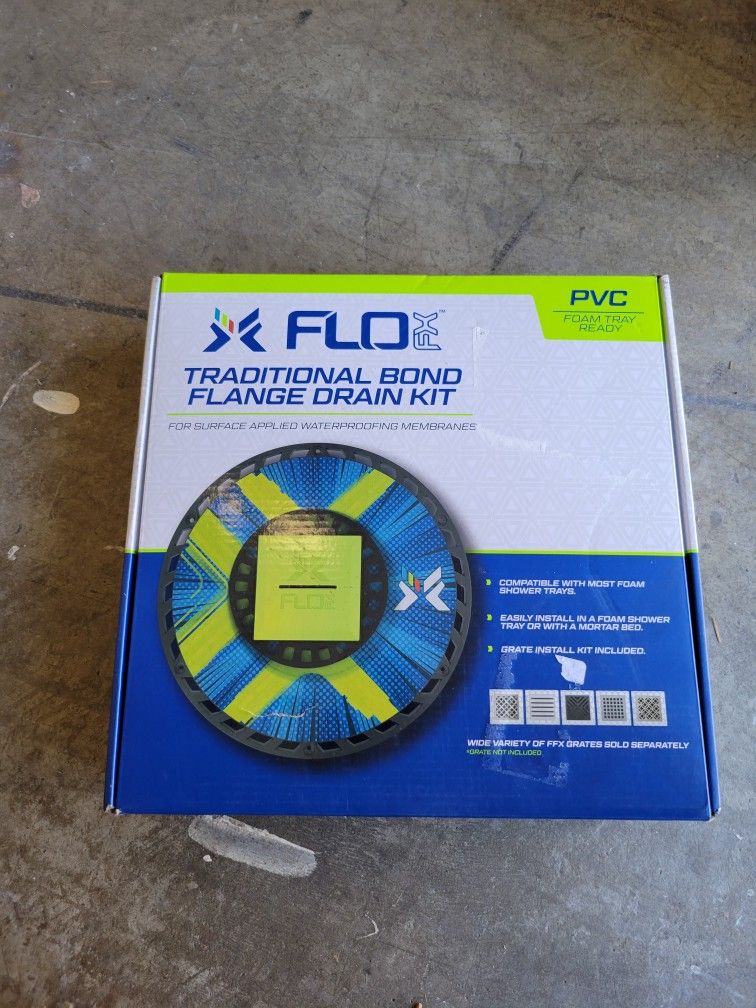 PVC
FOAM TRAY
READY
FLO FX™
TRADITIONAL BOND
FLANGE DRAIN KIT
FOR SURFACE APPLIED WATERPROOFING MEMBRANES
FLO FX
COMPATIBLE WITH MOST FOAM
SHOWER TRAYS.
EASILY INSTALL IN A FOAM SHOWER
TRAY OR WITH A MORTAR BED.
GRATE INSTALL KIT INCLUDED.
WIDE VARIETY OF FFX GRATES SOLD SEPARATELY
*GRATE NOT INCLUDED